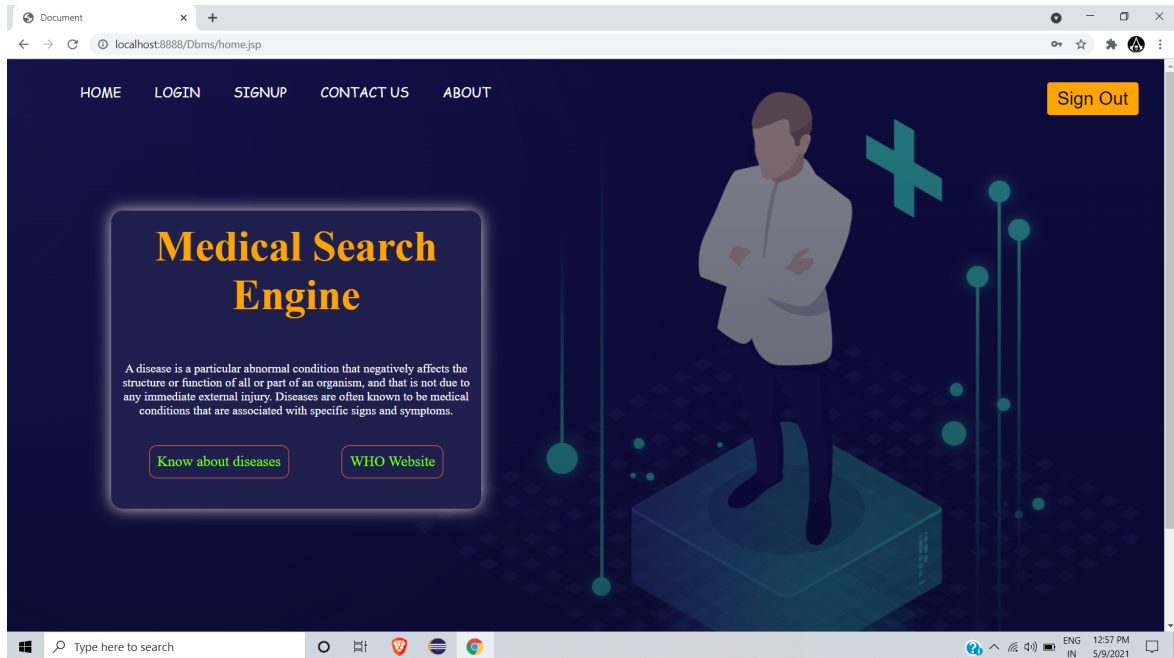 Document
localhost:8888/Dbms/home.jsp
HOME LOGIN SIGNUP CONTACT US ABOUT
Sign Out
Medical Search
Engine
A disease is a particular abnormal condition that negatively affects the
structure or function of all or part of an organism, and that is not due to
any immediate external injury. Diseases are often known to be medical
conditions that are associated with specific signs and symptoms.
Know about diseases WHO Website
Type here to search
ENG 12:57 PM
IN 5/9/2021